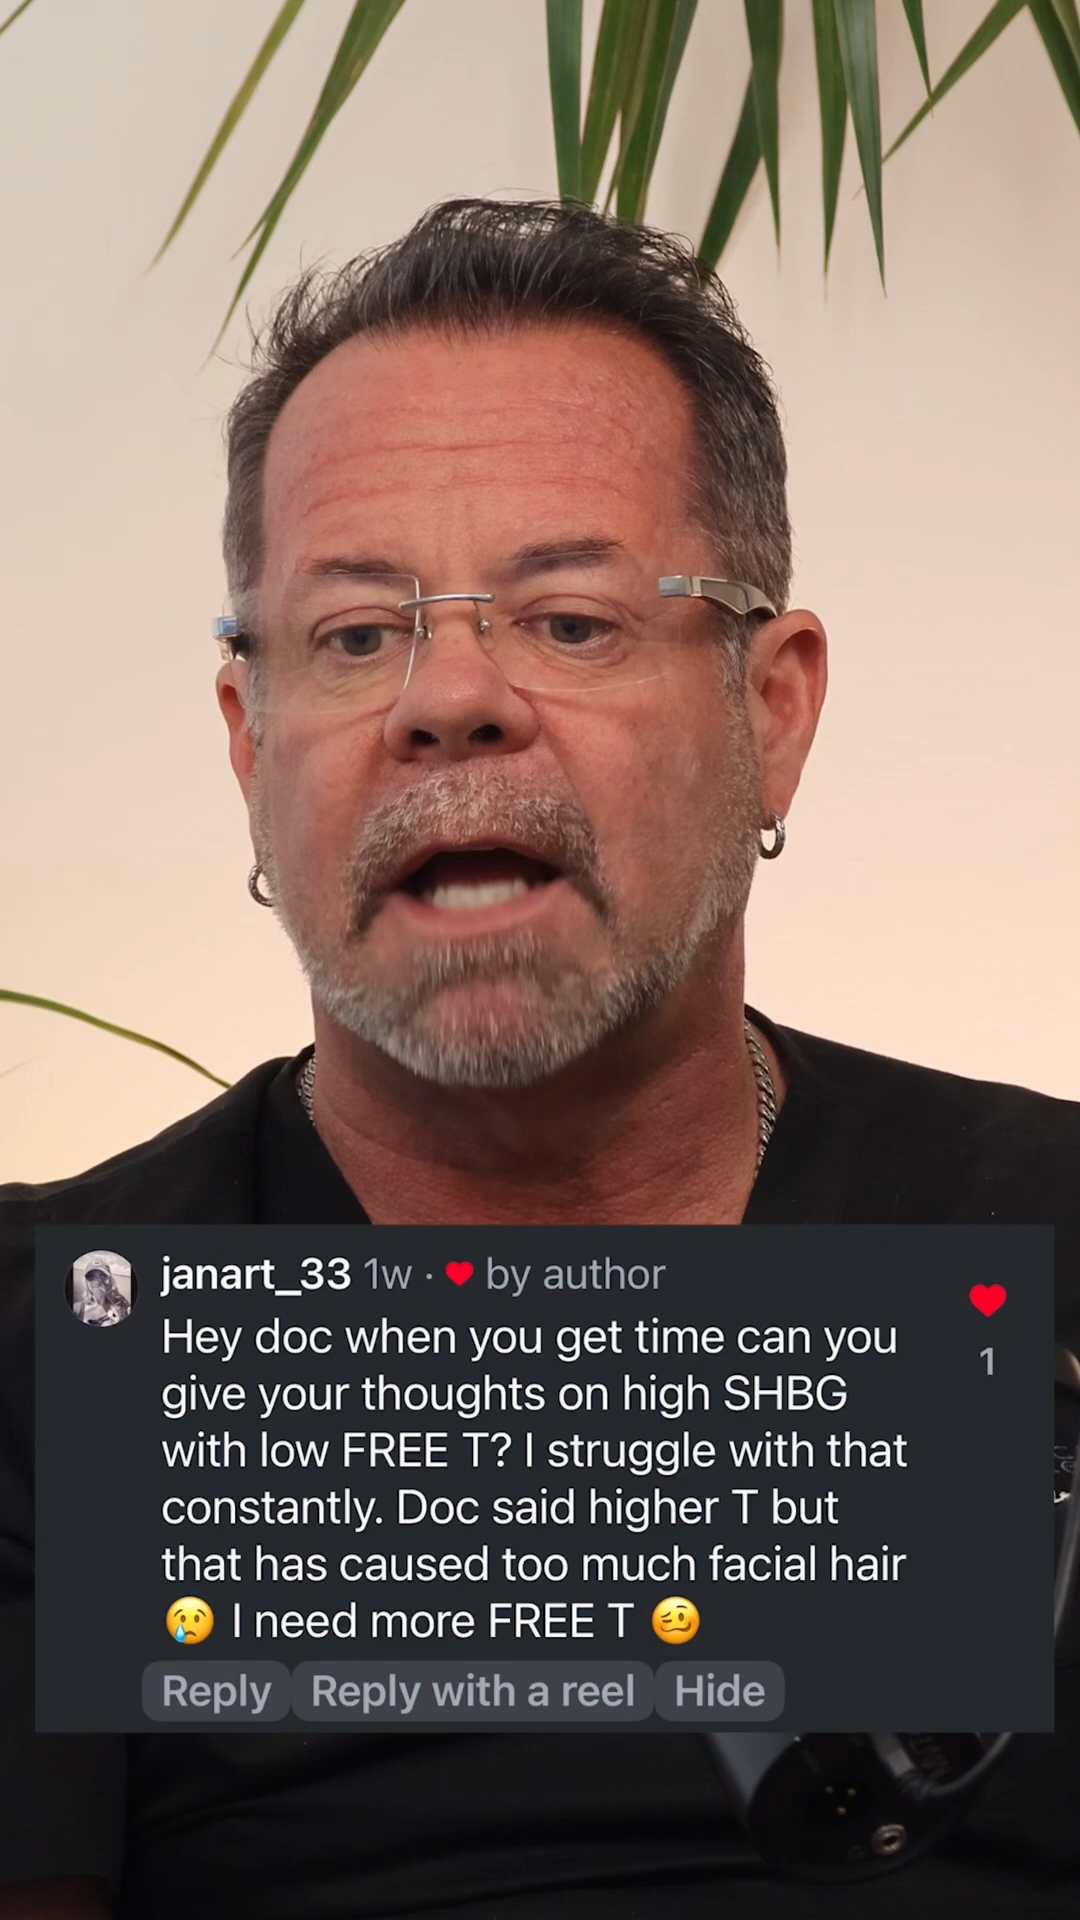 janart_33 1w · ❤️ by author
Hey doc when you get time can you
give your thoughts on high SHBG
with low FREE T? I struggle with that
constantly. Doc said higher T but
that has caused too much facial hair
😢 I need more FREE T 🥴
1
Reply Reply with a reel Hide